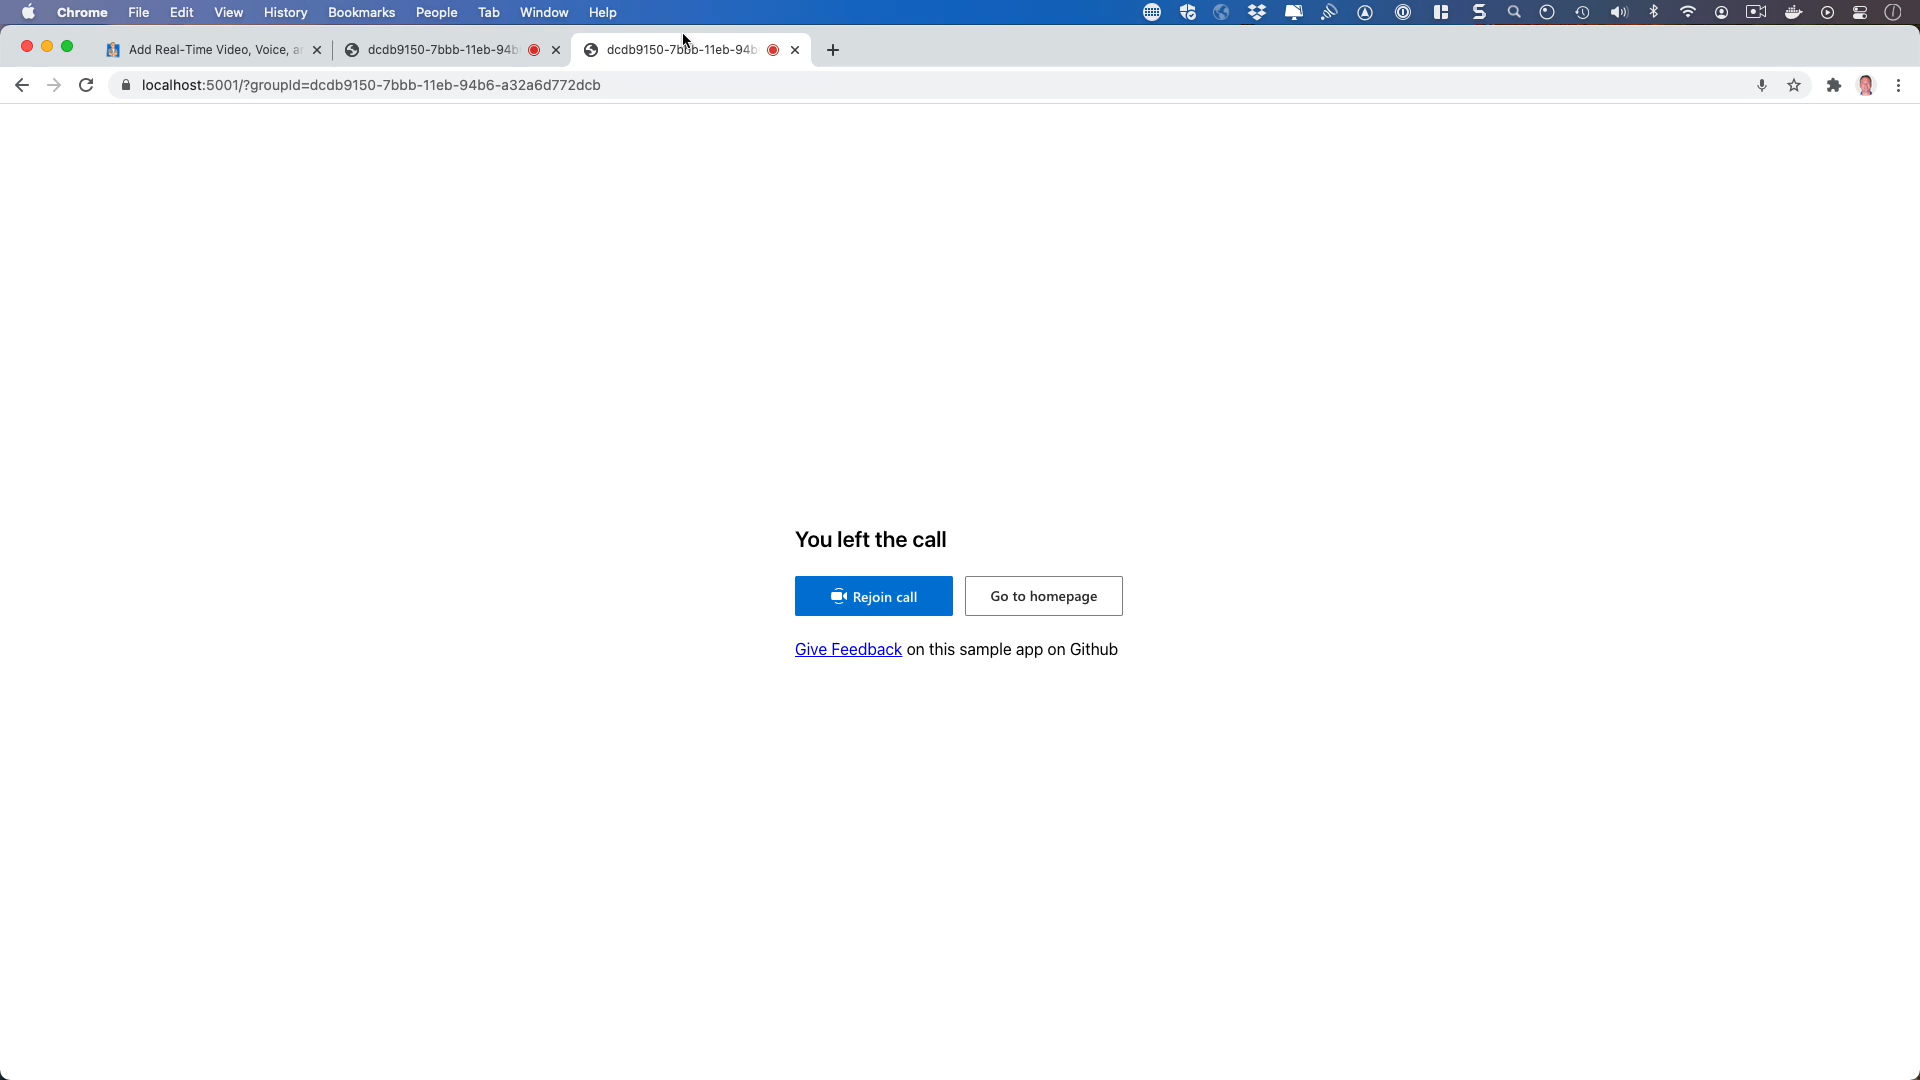 Chrome File Edit View History Bookmarks People Tab Window Help
Add Real-Time Video, Voice, a
dcdb9150-7bbb-11eb-94b
dcdb9150-7bbb-11eb-94b
localhost:5001/?groupId=dcdb9150-7bbb-11eb-94b6-a32a6d772dcb
You left the call
Rejoin call
Go to homepage
Give Feedback on this sample app on Github